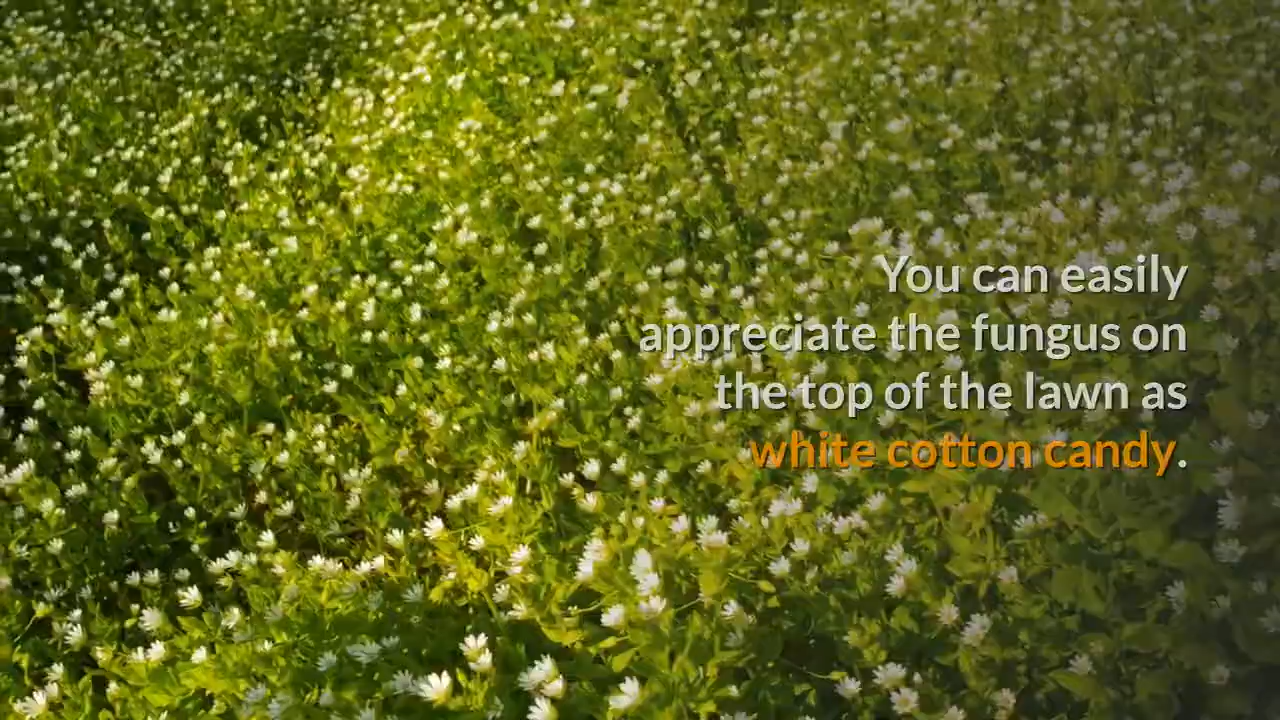 You can easily
appreciate the fungus on
the top of the lawn as
white cotton candy.